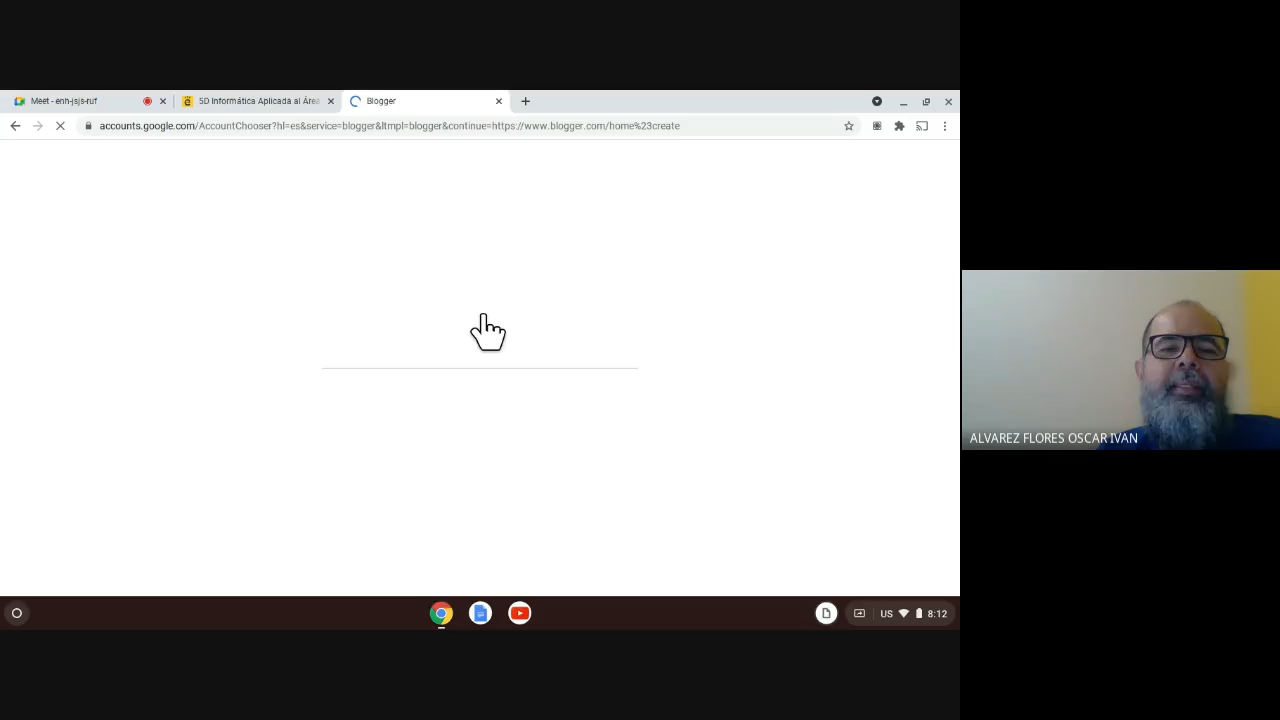 Meet - enh-jsjs-ruf
5D Informática Aplicada al Área
Blogger
accounts.google.com/AccountChooser?hl=es&service=blogger&ltmpl=blogger&continue=https://www.blogger.com/home%23create
ALVAREZ FLORES OSCAR IVAN
US 8:12